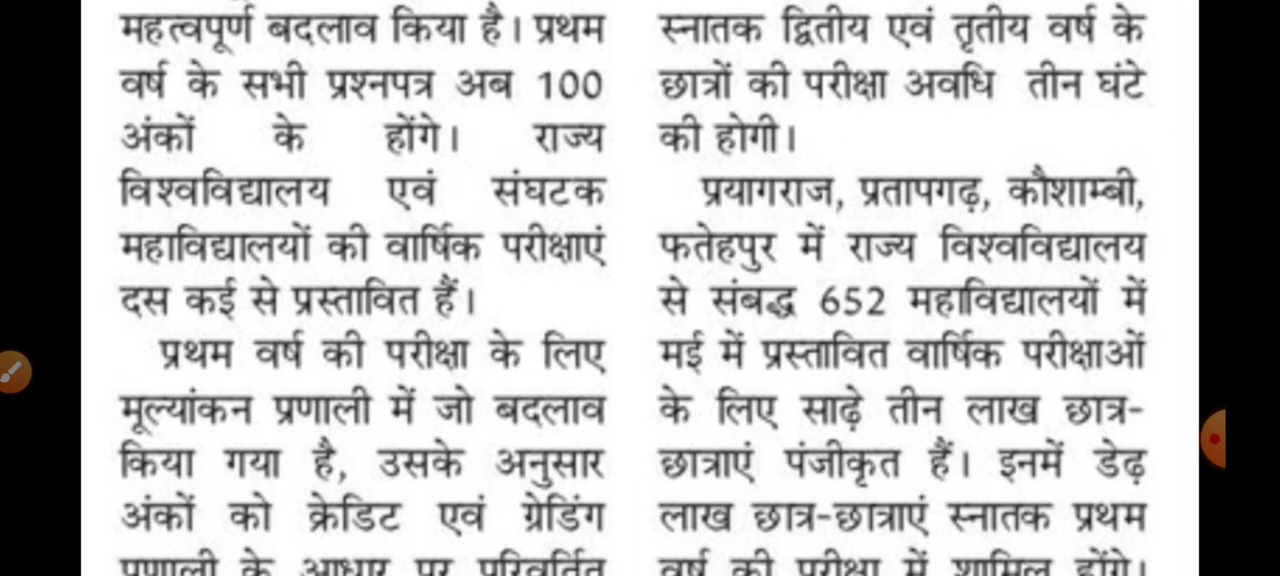 महत्वपूर्ण बदलाव किया है। प्रथम
वर्ष के सभी प्रश्नपत्र अब 100
अंकों के होंगे। राज्य
विश्वविद्यालय एवं संघटक
महाविद्यालयों की वार्षिक परीक्षाएं
दस कई से प्रस्तावित हैं।
प्रथम वर्ष की परीक्षा के लिए
मूल्यांकन प्रणाली में जो बदलाव
किया गया है, उसके अनुसार
अंकों को क्रेडिट एवं ग्रेडिंग
प्रणाली के आधार पर परिवर्तित
स्नातक द्वितीय एवं तृतीय वर्ष के
छात्रों की परीक्षा अवधि तीन घंटे
की होगी।
प्रयागराज, प्रतापगढ़, कौशाम्बी,
फतेहपुर में राज्य विश्वविद्यालय
से संबद्ध 652 महाविद्यालयों में
मई में प्रस्तावित वार्षिक परीक्षाओं
के लिए साढ़े तीन लाख छात्र-
छात्राएं पंजीकृत हैं। इनमें डेढ़
लाख छात्र-छात्राएं स्नातक प्रथम
वर्ष की परीक्षा में शामिल होंगे।